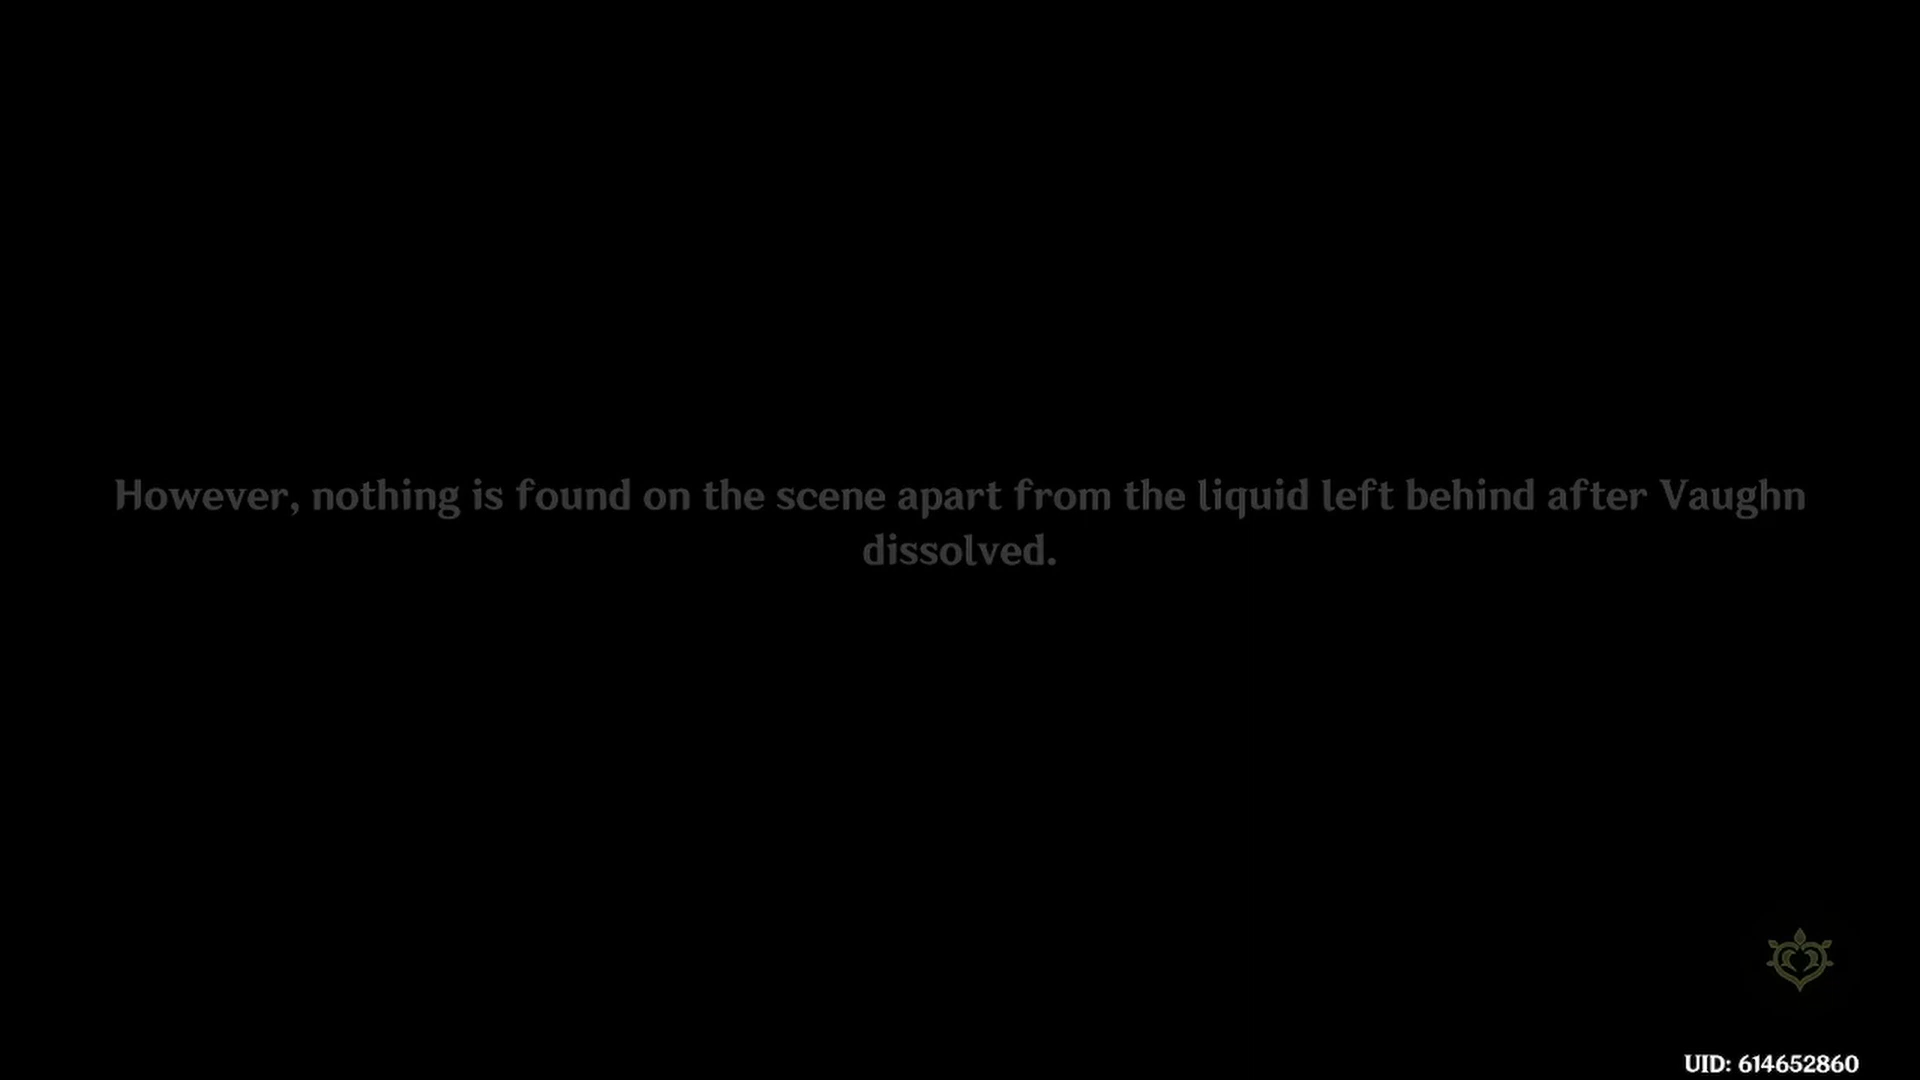 However, nothing is found on the scene apart from the liquid left behind after Vaughn
dissolved.
UID: 614652860